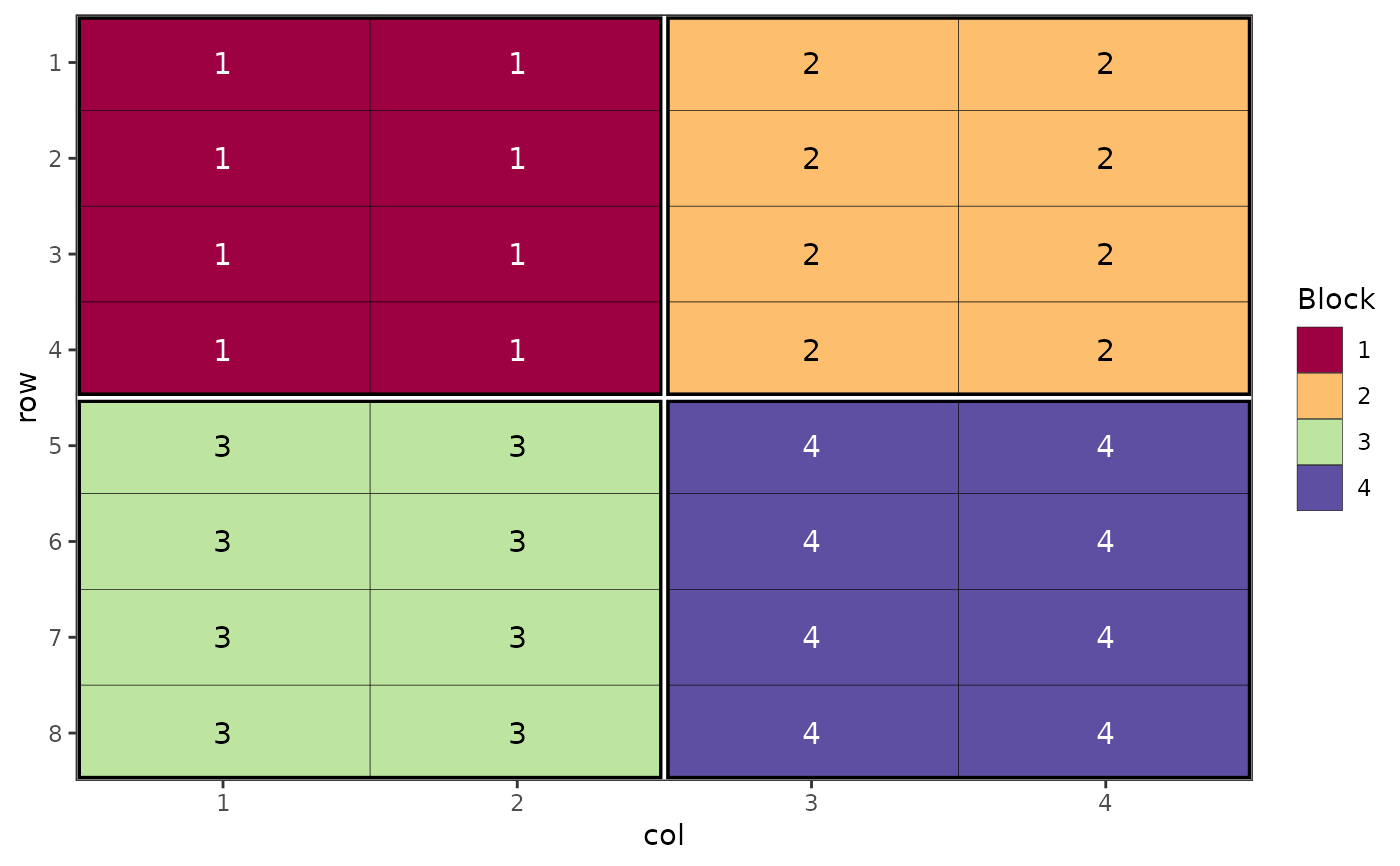 1 1 1 2 2
2 1 1 2 2
3 1 1 2 2
Block
4 1 1 2 2
1
2
row
3
5 3 3 4 4
4
6 3 3 4 4
7 3 3 4 4
8 3 3 4 4
1 2 3 4
col